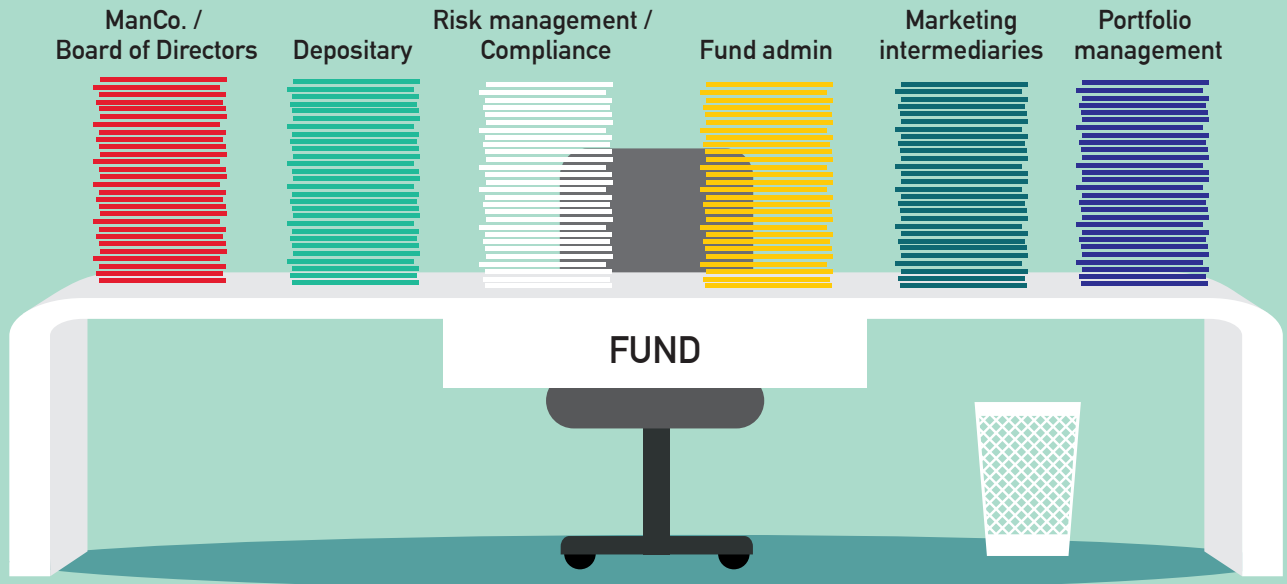 ManCo. /
Board of Directors
Depositary
Risk management /
Compliance
Fund admin
Marketing
intermediaries
Portfolio
management
FUND